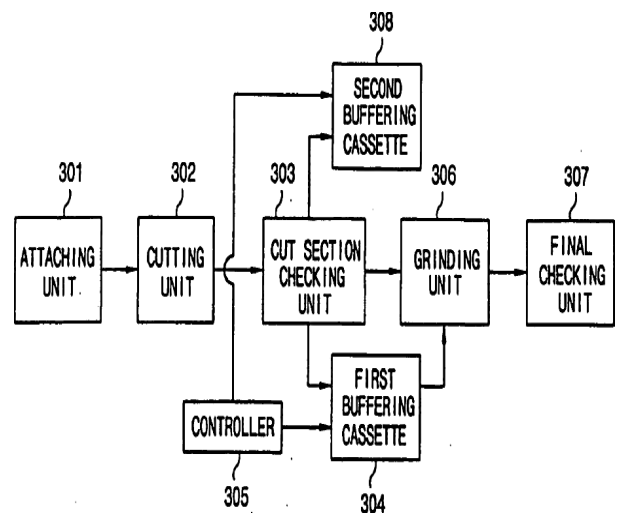 308
SECOND
BUFFERING
CASSETTE
301
302
303
306
307
ATTACHING
UNIT
CUTTING
UNIT
CUT SECTION
CHECKING
UNIT
GRINDING
UNIT
FINAL
CHECKING
UNIT
FIRST
BUFFERING
CASSETTE
CONTROLLER
305
304